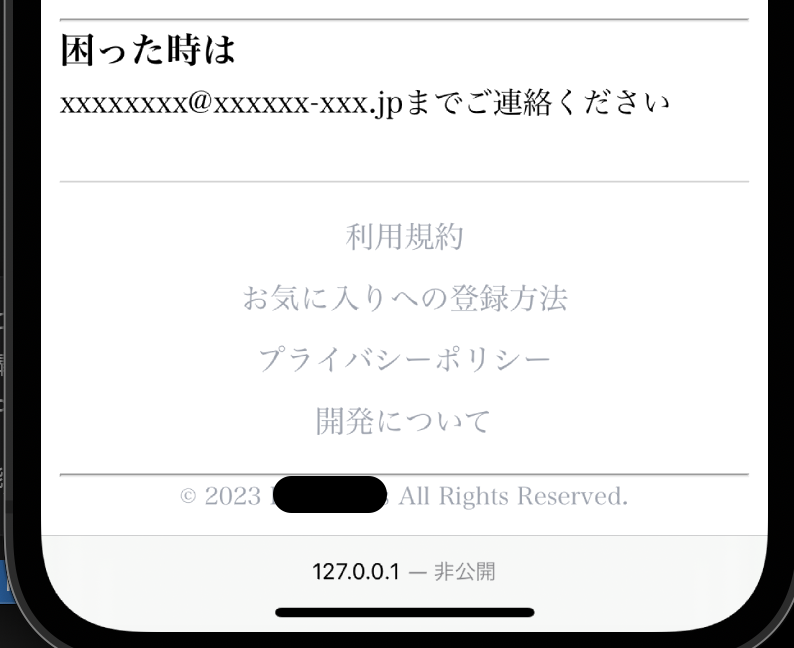 困った時は
xxxxxxxx@xxxxxx-xxx.jpまでご連絡ください
利用規約
お気に入りへの登録方法
プライバシーポリシー
開発について
© 2023 All Rights Reserved.
127.0.0.1 — 非公開